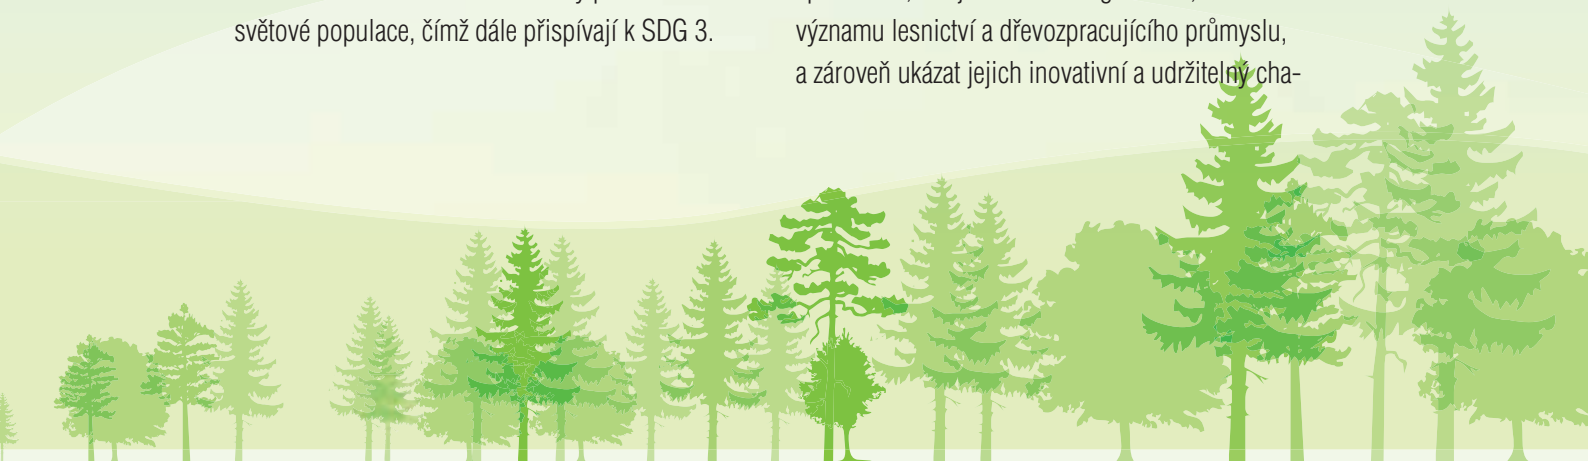 světové populace, čímž dále přispívají k SDG 3.
významu lesnictví a dřevozpracujícího průmyslu,
a zároveň ukázat jejich inovativní a udržitelný cha-